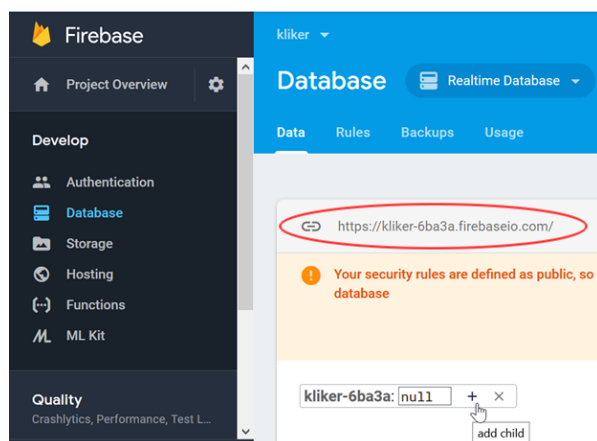 Firebase
Project Overview
Develop
Authentication
Database
Storage
Hosting
Functions
ML Kit
Quality
Crashlytics, Performance, Test L...
kliker
Database
Realtime Database
Data Rules Backups Usage
https://kliker-6ba3a.firebaseio.com/
Your security rules are defined as public, so
database
kliker-6ba3a: null + ×
add child